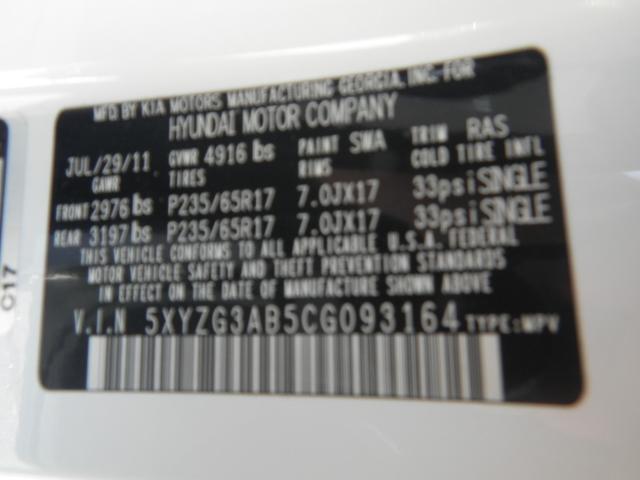 MFD BY KIA MOTORS MANUFACTURING GEORGIA, INC. FOR
HYUNDAI MOTOR COMPANY
JUL/29/11 GVWR 4916 lbs PAINT SWA TRIM RAS
GAWR TIRES RIMS COLD TIRE INFL
FRONT 2976 lbs P235/65R17 7.0JX17 33psi SINGLE
REAR 3197 lbs P235/65R17 7.0JX17 33psi SINGLE
THIS VEHICLE CONFORMS TO ALL APPLICABLE U.S.A. FEDERAL
MOTOR VEHICLE SAFETY AND THEFT PREVENTION STANDARDS
IN EFFECT ON THE DATE OF MANUFACTURE SHOWN ABOVE
V.I.N 5XYZG3AB5CG093164 TYPE:MPV
C17